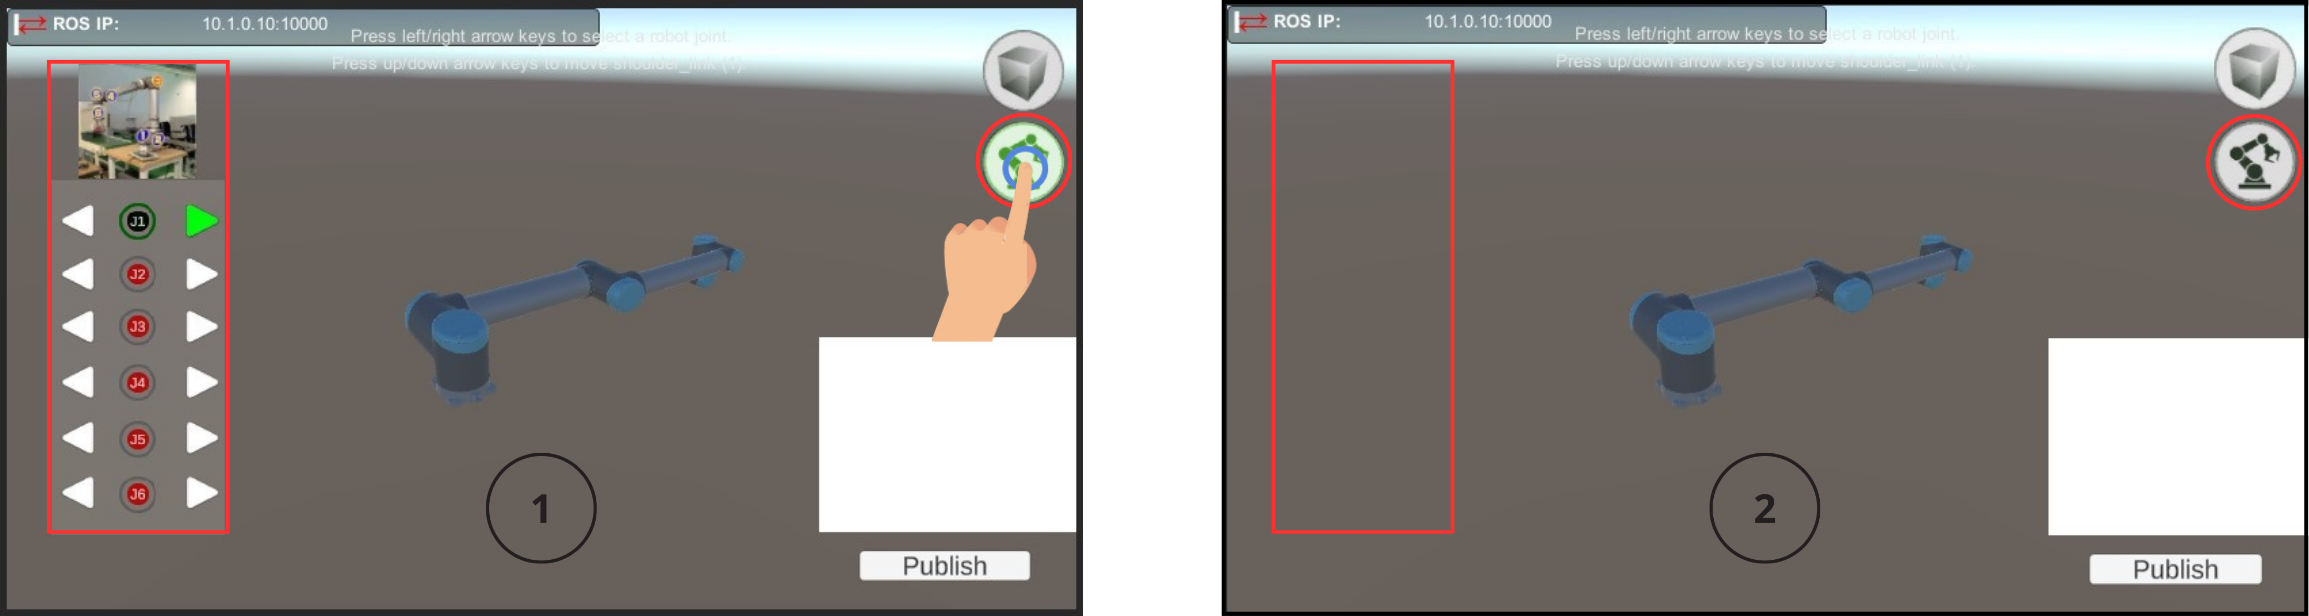 ROS IP: 10.1.0.10:10000
Press left/right arrow keys to select a robot joint.
Press up/down arrow keys to move shoulder_link (1).
J1
J2
J3
J4
J5
J6
1
Publish
ROS IP: 10.1.0.10:10000
Press left/right arrow keys to select a robot joint.
Press up/down arrow keys to move shoulder_link (1).
2
Publish